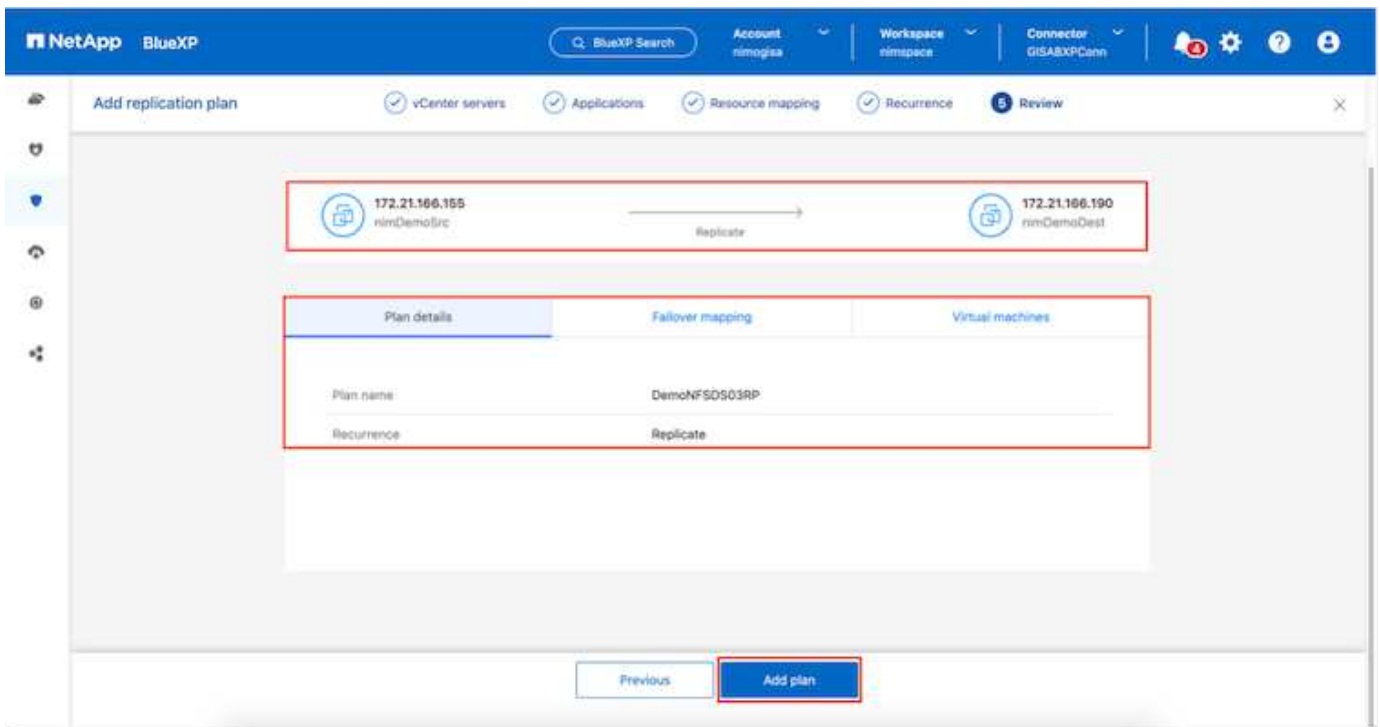 NetApp BlueXP
BlueXP Search
Account
nimogisa
Workspace
nimspace
Connector
GISABXPConn
4
?
Add replication plan
vCenter servers
Applications
Resource mapping
Recurrence
5 Review
172.21.166.155
nimDemoSrc
Replicate
172.21.166.190
nimDemoDest
Plan details
Failover mapping
Virtual machines
Plan name DemoNFSDS03RP
Recurrence Replicate
Previous
Add plan